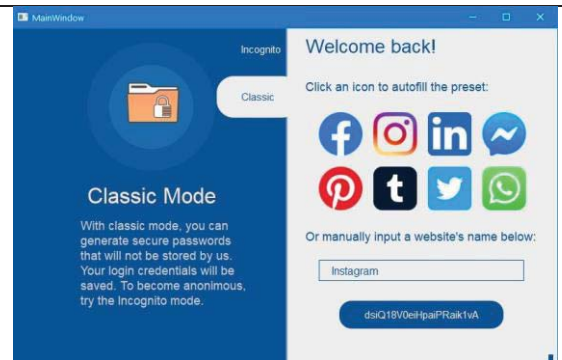 MainWindow
Incognito
Classic
Classic Mode
With classic mode, you can
generate secure passwords
that will not be stored by us.
Your login credentials will be
saved. To become anonimous,
try the Incognito mode.
Welcome back!
Click an icon to autofill the preset:
f
in
t
Or manually input a website's name below:
Instagram
dsiQ18V0eiHpaiPRaik1vA